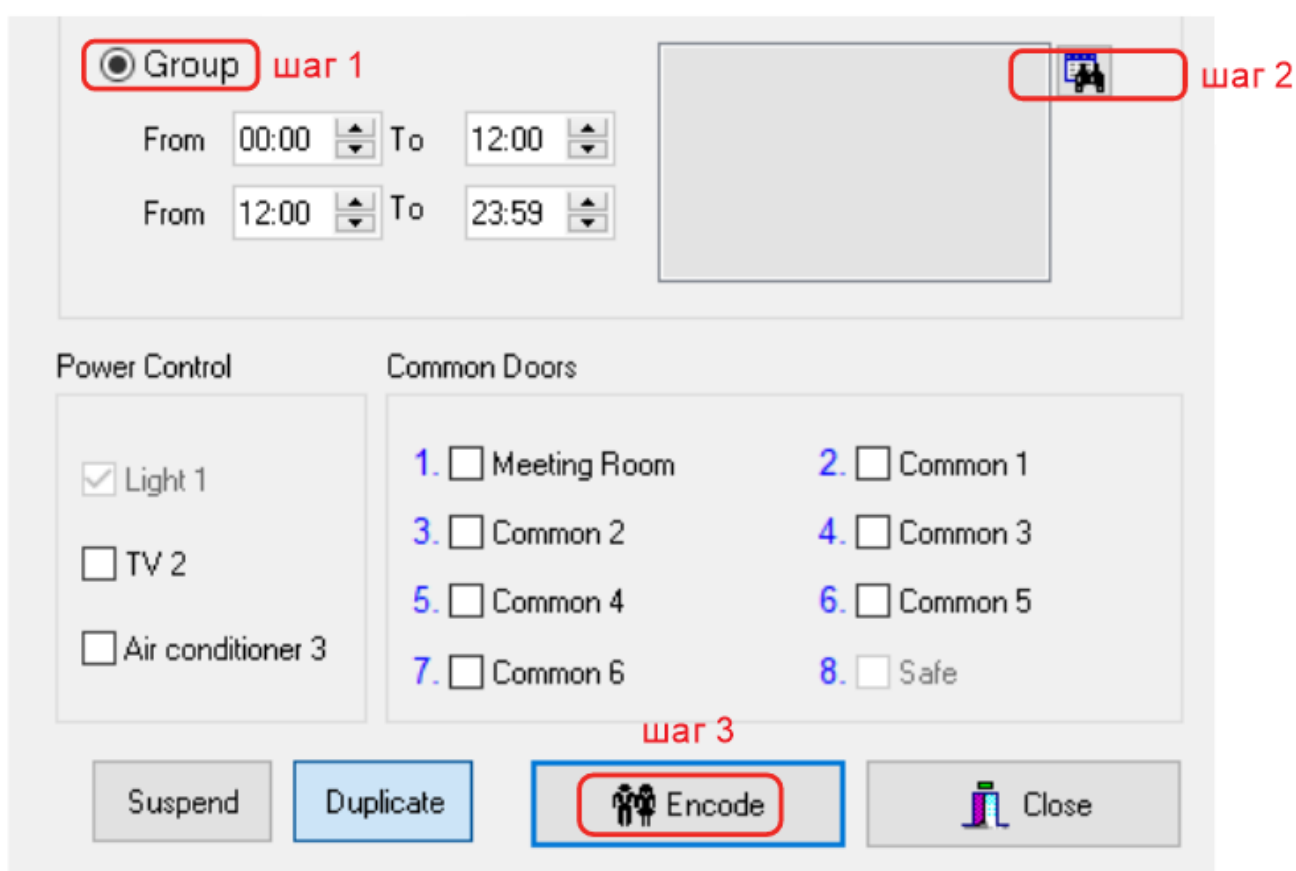 Group шаг 1
шаг 2
From 00:00 To 12:00
From 12:00 To 23:59
Power Control
Common Doors
Light 1
TV 2
Air conditioner 3
1. Meeting Room 2. Common 1
3. Common 2 4. Common 3
5. Common 4 6. Common 5
7. Common 6 8. Safe
шаг 3
Suspend Duplicate Encode Close